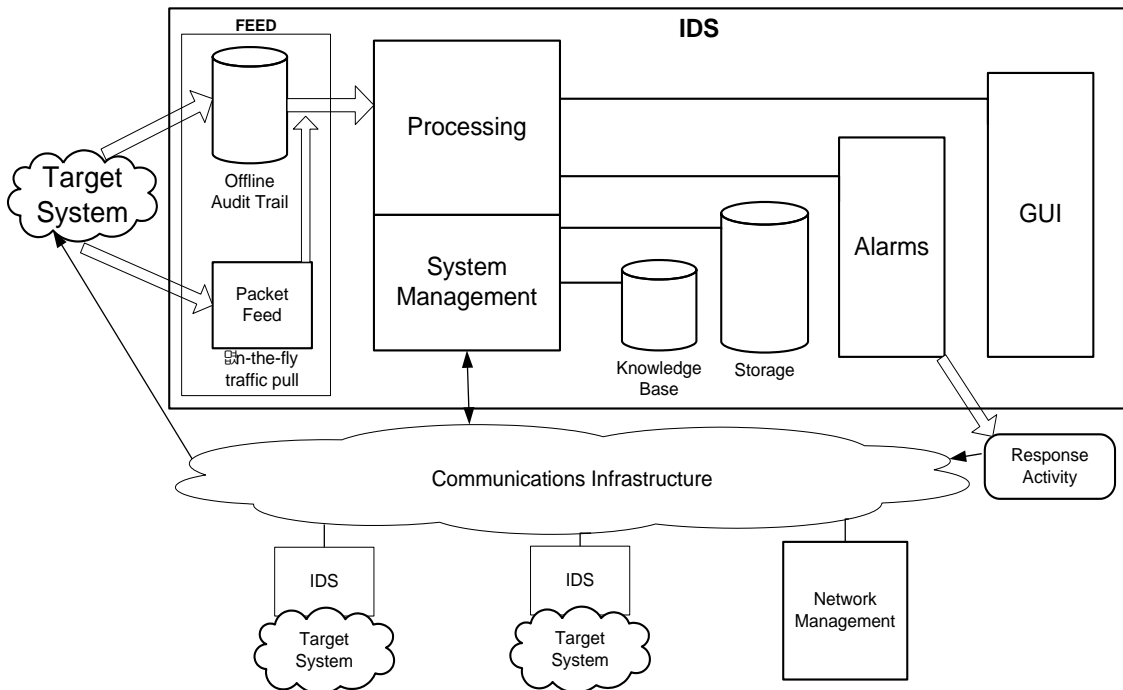 FEED
IDS
Offline
Audit Trail
Processing
GUI
Target
System
Alarms
System
Management
Packet
Feed
n-the-fly
traffic pull
Knowledge
Base
Storage
Communications Infrastructure
Response
Activity
IDS
Target
System
IDS
Target
System
Network
Management